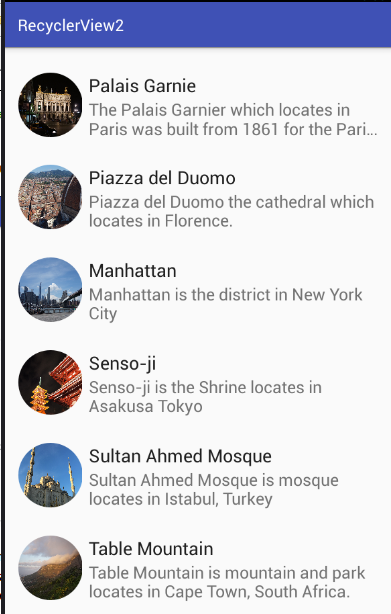 RecyclerView2
Palais Garnie
The Palais Garnier which locates in
Paris was built from 1861 for the Pari...
Piazza del Duomo
Piazza del Duomo the cathedral which
locates in Florence.
Manhattan
Manhattan is the district in New York
City
Senso-ji
Senso-ji is the Shrine locates in
Asakusa Tokyo
Sultan Ahmed Mosque
Sultan Ahmed Mosque is mosque
locates in Istabul, Turkey
Table Mountain
Table Mountain is mountain and park
locates in Cape Town, South Africa.